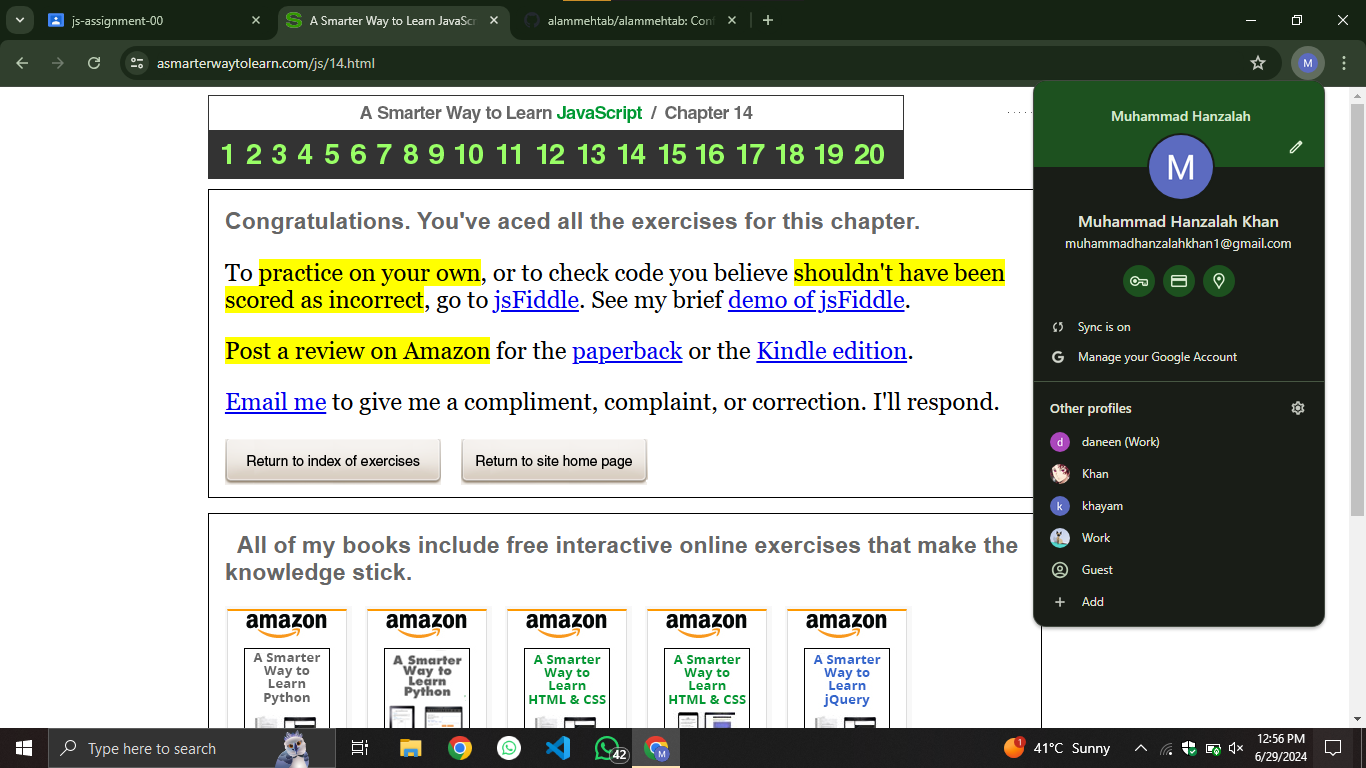 js-assignment-00
A Smarter Way to Learn JavaScr
alammehtab/alammehtab: Conf
asmarterwaytolearn.com/js/14.html
M
A Smarter Way to Learn JavaScript / Chapter 14
1 2 3 4 5 6 7 8 9 10 11 12 13 14 15 16 17 18 19 20
Congratulations. You've aced all the exercises for this chapter.
To practice on your own, or to check code you believe shouldn't have been
scored as incorrect, go to jsFiddle. See my brief demo of jsFiddle.
Post a review on Amazon for the paperback or the Kindle edition.
Email me to give me a compliment, complaint, or correction. I'll respond.
Return to index of exercises
Return to site home page
All of my books include free interactive online exercises that make the
knowledge stick.
amazon
A Smarter
Way to
Learn
Python
amazon
A Smarter
Way to
Learn
Python
amazon
A Smarter
Way to
Learn
HTML & CSS
amazon
A Smarter
Way to
Learn
HTML & CSS
amazon
A Smarter
Way to
Learn
jQuery
Muhammad Hanzalah
M
Muhammad Hanzalah Khan
muhammadhanzalahkhan1@gmail.com
Sync is on
G
Manage your Google Account
Other profiles
d
daneen (Work)
Khan
k
khayam
Work
Guest
Add
Type here to search
42
M
1
41°C Sunny
12:56 PM
6/29/2024